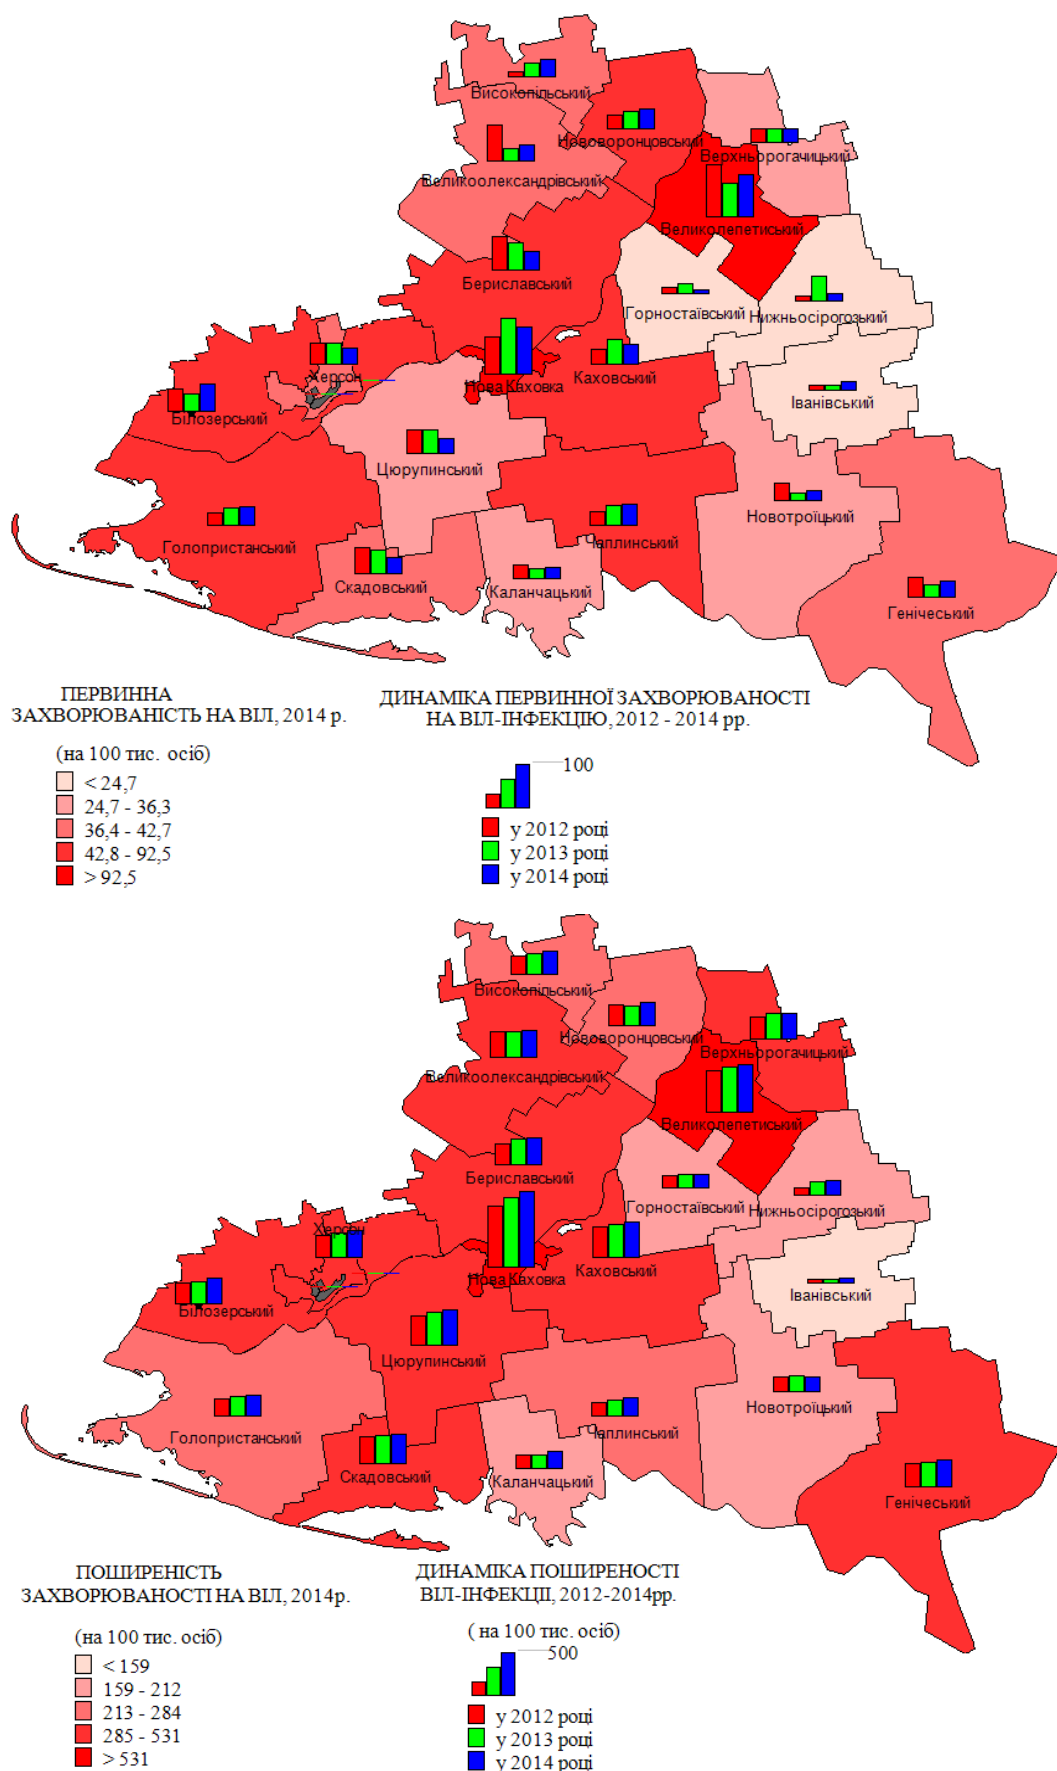 Високопільський
Нововоронцовський
Верхньорогачицький
Великоолександрівський
Великолепетиський
Бериславський
Горностаївський
Нижньосірогозький
Херсон
Нова Каховка
Каховський
Іванівський
Білозерський
Цюрупинський
Новотроїцький
Голопристанський
Чаплинський
Скадовський
Каланчацький
Генічеський
ПЕРВИННА
ЗАХВОРЮВАНІСТЬ НА ВІЛ, 2014 р.
(на 100 тис. осіб)
< 24,7
24,7 - 36,3
36,4 - 42,7
42,8 - 92,5
> 92,5
ДИНАМІКА ПЕРВИННОЇ ЗАХВОРЮВАНОСТІ
НА ВІЛ-ІНФЕКЦІЮ, 2012 - 2014 рр.
100
у 2012 році
у 2013 році
у 2014 році
Високопільський
Нововоронцовський
Верхньорогачицький
Великоолександрівський
Великолепетиський
Бериславський
Горностаївський
Нижньосірогозький
Херсон
Каховський
Нова Каховка
Іванівський
Білозерський
Цюрупинський
Новотроїцький
Голопристанський
Чаплинський
Скадовський
Каланчацький
Генічеський
ПОШИРЕНІСТЬ
ЗАХВОРЮВАНОСТІ НА ВІЛ, 2014р.
(на 100 тис. осіб)
< 159
159 - 212
213 - 284
285 - 531
> 531
ДИНАМІКА ПОШИРЕНОСТІ
ВІЛ-ІНФЕКЦІЇ, 2012-2014рр.
( на 100 тис. осіб)
500
у 2012 році
у 2013 році
у 2014 році